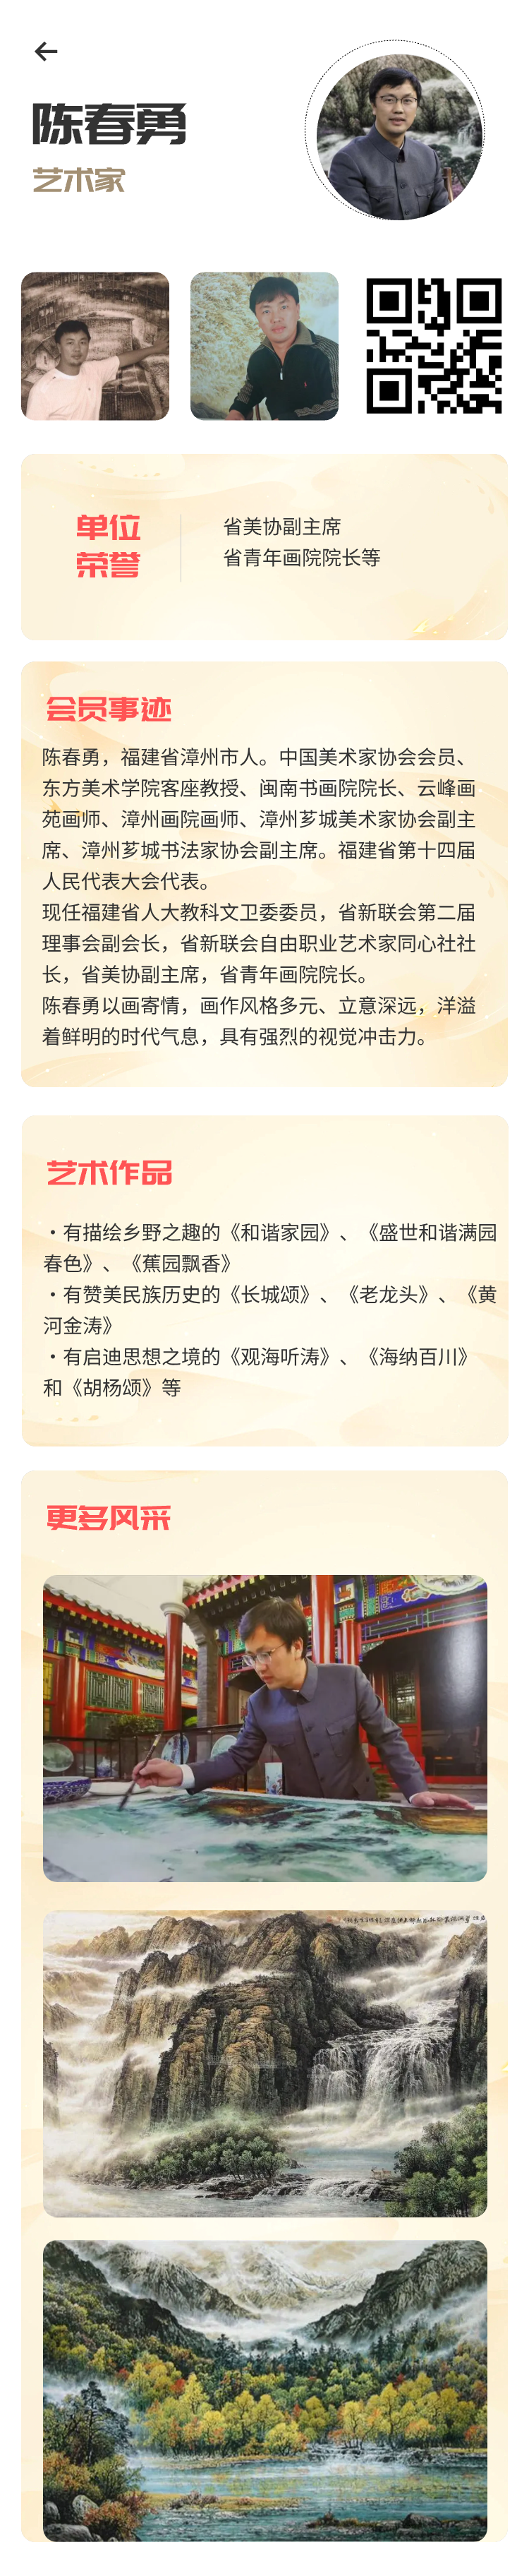 陈春勇
艺术家
单位
荣誉
省美协副主席
省青年画院院长等
会员事迹
陈春勇，福建省漳州市人。中国美术家协会会员、
东方美术学院客座教授、闽南书画院院长、云峰画
苑画师、漳州画院画师、漳州芗城美术家协会副主
席、漳州芗城书法家协会副主席。福建省第十四届
人民代表大会代表。
现任福建省人大教科文卫委委员，省新联会第二届
理事会副会长，省新联会自由职业艺术家同心社社
长，省美协副主席，省青年画院院长。
陈春勇以画寄情，画作风格多元、立意深远，洋溢
着鲜明的时代气息，具有强烈的视觉冲击力。
艺术作品
・有描绘乡野之趣的《和谐家园》、《盛世和谐满园
春色》、《蕉园飘香》
・有赞美民族历史的《长城颂》、《老龙头》、《黄
河金涛》
・有启迪思想之境的《观海听涛》、《海纳百川》
和《胡杨颂》等
更多风采